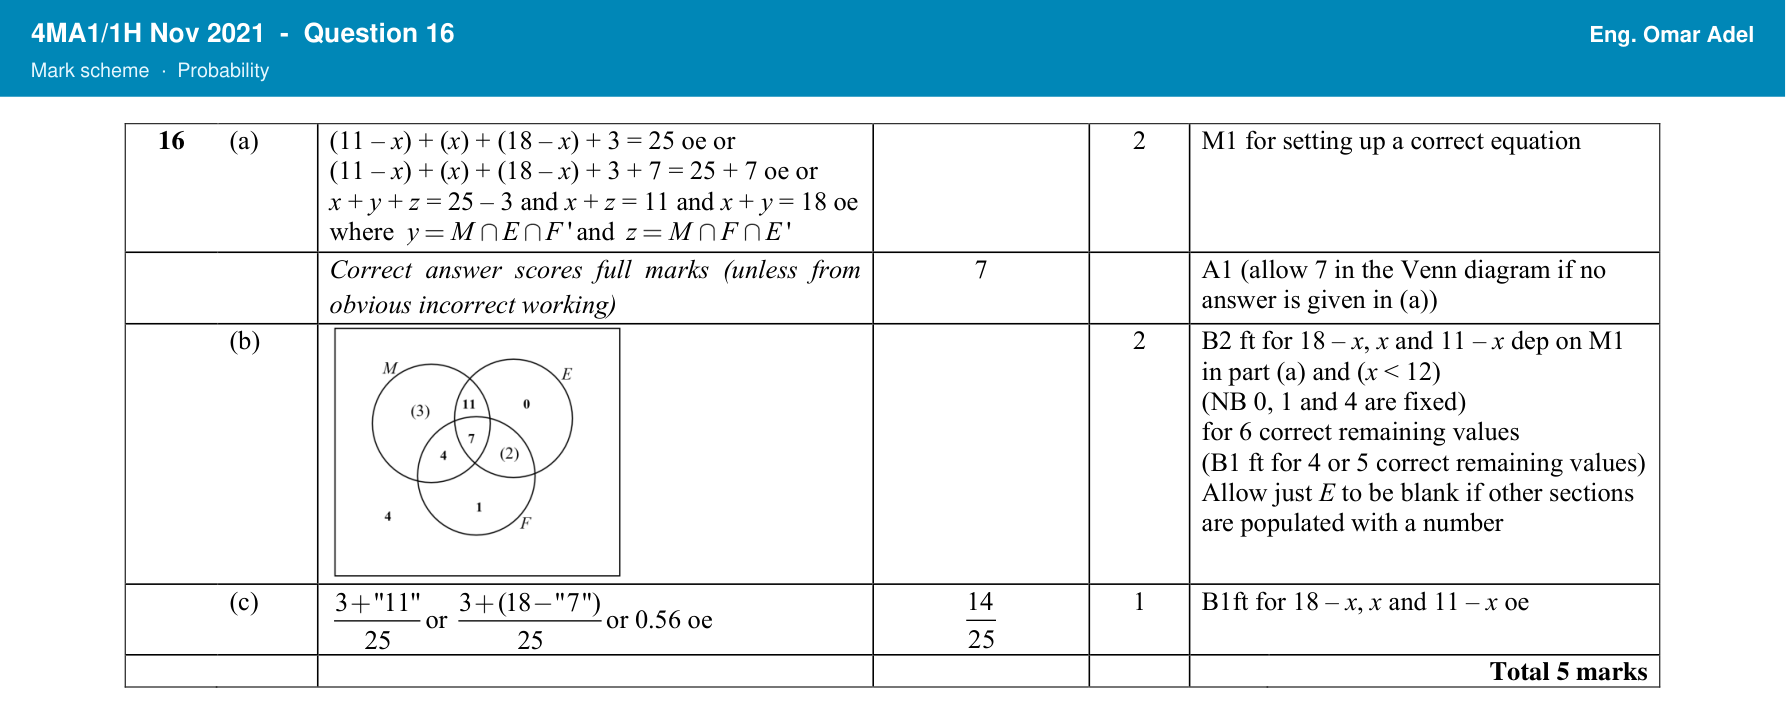 4MA1/1H Nov 2021 - Question 16
Eng. Omar Adel
Mark scheme · Probability
16 (a) (11 – x) + (x) + (18 – x) + 3 = 25 oe or
(11 – x) + (x) + (18 – x) + 3 + 7 = 25 + 7 oe or
x + y + z = 25 – 3 and x + z = 11 and x + y = 18 oe
where y = M ∩ E ∩ F ' and z = M ∩ F ∩ E '
2
M1 for setting up a correct equation
Correct answer scores full marks (unless from
obvious incorrect working)
7
A1 (allow 7 in the Venn diagram if no
answer is given in (a))
(b)
M
E
(3)
11
0
7
4
(2)
4
1
F
2
B2 ft for 18 – x, x and 11 – x dep on M1
in part (a) and (x < 12)
(NB 0, 1 and 4 are fixed)
for 6 correct remaining values
(B1 ft for 4 or 5 correct remaining values)
Allow just E to be blank if other sections
are populated with a number
(c)
3+"11"/25 or 3+(18−"7")/25 or 0.56 oe
14/25
1
B1ft for 18 – x, x and 11 – x oe
Total 5 marks